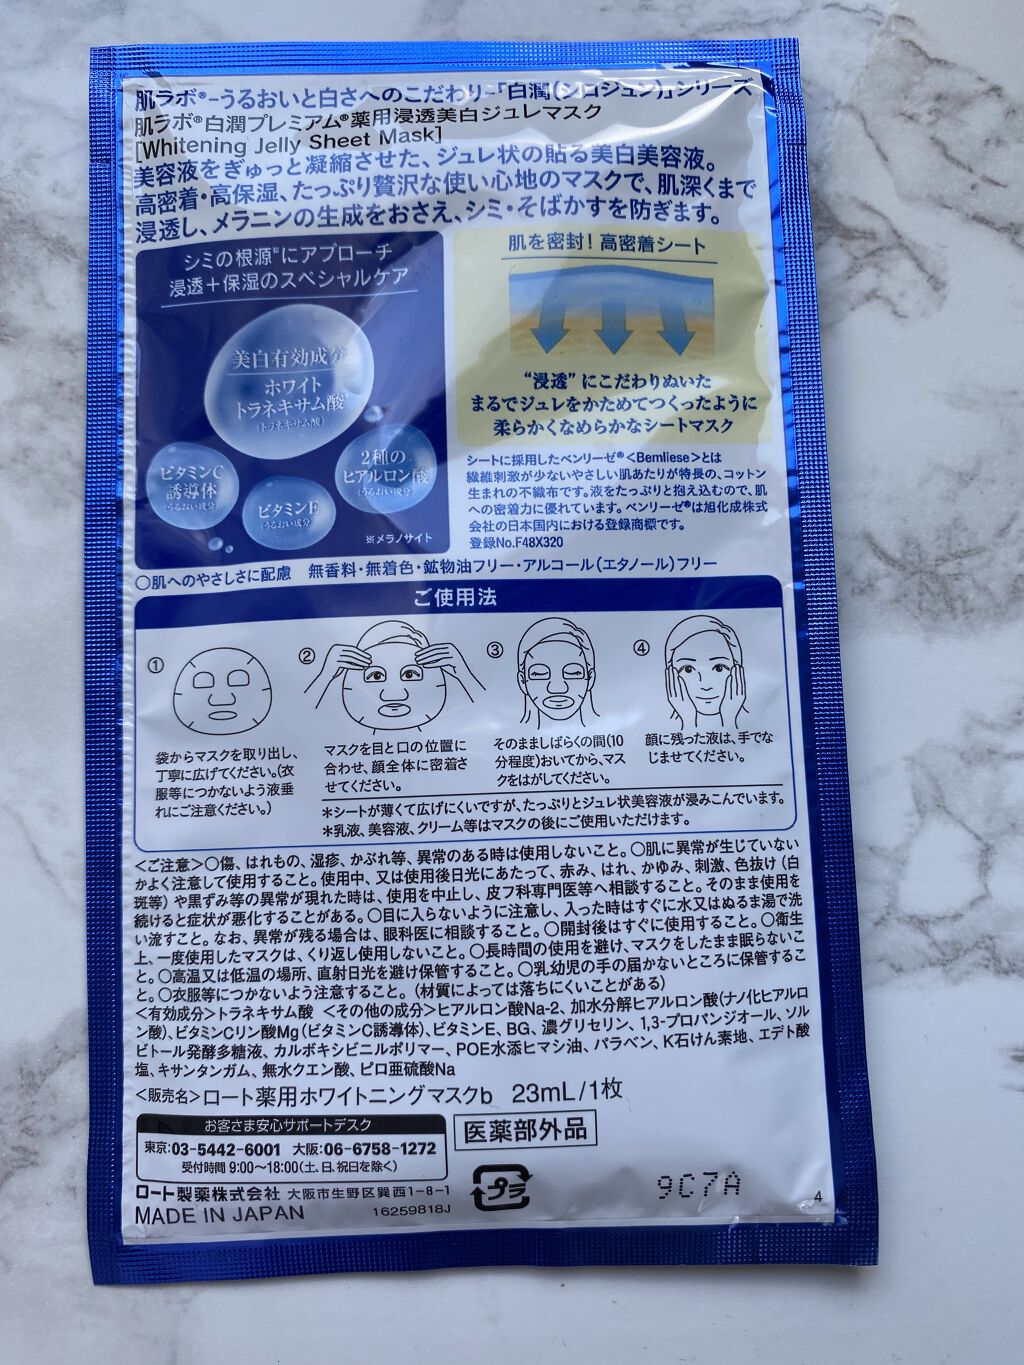 肌ラボ®-うるおいと白さへのこだわり-「白潤(シロジュン)」シリーズ
肌ラボ®白潤プレミアム®薬用浸透美白ジュレマスク
[Whitening Jelly Sheet Mask]
美容液をぎゅっと凝縮させた、ジュレ状の貼る美白美容液。
高密着・高保湿、たっぷり贅沢な使い心地のマスクで、肌深くまで
浸透し、メラニンの生成をおさえ、シミ・そばかすを防ぎます。
シミの根源※にアプローチ
浸透+保湿のスペシャルケア
美白有効成分
ホワイト
トラネキサム酸
(トラネキサム酸)
ビタミンC
誘導体
(うるおい成分)
ビタミンE
(うるおい成分)
2種の
ヒアルロン酸
(うるおい成分)
※メラノサイト
肌を密封!高密着シート
“浸透”にこだわりぬいた
まるでジュレをかためてつくったように
柔らかくなめらかなシートマスク
シートに採用したベンリーゼ®<Bemliese>とは
繊維刺激が少ないやさしい肌あたりが特長の、コットン
生まれの不織布です。液をたっぷりと抱え込むので、肌
への密着力に優れています。ベンリーゼ®は旭化成株式
会社の日本国内における登録商標です。
登録No.F48X320
○肌へのやさしさに配慮 無香料・無着色・鉱物油フリー・アルコール(エタノール)フリー
ご使用法
①
袋からマスクを取り出し、
丁寧に広げてください。(衣
服等につかないよう液垂
れにご注意ください。)
②
マスクを目と口の位置に
合わせ、顔全体に密着さ
せてください。
③
そのまましばらくの間(10
分程度)おいてから、マス
クをはがしてください。
④
顔に残った液は、手でな
じませてください。
*シートが薄くて広げにくいですが、たっぷりとジュレ状美容液が浸みこんでいます。
*乳液、美容液、クリーム等はマスクの後にご使用いただけます。
<ご注意>○傷、はれもの、湿疹、かぶれ等、異常のある時は使用しないこと。○肌に異常が生じていない
かよく注意して使用すること。使用中、又は使用後日光にあたって、赤み、はれ、かゆみ、刺激、色抜け(白
斑等)や黒ずみ等の異常が現れた時は、使用を中止し、皮フ科専門医等へ相談すること。そのまま使用を
続けると症状が悪化することがある。○目に入らないように注意し、入った時はすぐに水又はぬるま湯で洗
い流すこと。なお、異常が残る場合は、眼科医に相談すること。○開封後はすぐに使用すること。○衛生
上、一度使用したマスクは、くり返し使用しないこと。○長時間の使用を避け、マスクをしたまま眠らないこ
と。○高温又は低温の場所、直射日光を避け保管すること。○乳幼児の手の届かないところに保管するこ
と。○衣服等につかないよう注意すること。(材質によっては落ちにくいことがある)
<有効成分>トラネキサム酸 <その他の成分>ヒアルロン酸Na-2、加水分解ヒアルロン酸(ナノ化ヒアルロ
ン酸)、ビタミンCリン酸Mg(ビタミンC誘導体)、ビタミンE、BG、濃グリセリン、1,3-プロパンジオール、ソル
ビトール発酵多糖液、カルボキシビニルポリマー、POE水添ヒマシ油、パラベン、K石けん素地、エデト酸
塩、キサンタンガム、無水クエン酸、ピロ亜硫酸Na
<販売名>ロート薬用ホワイトニングマスクb 23mL/1枚
お客さま安心サポートデスク
東京:03-5442-6001 大阪:06-6758-1272
受付時間 9:00~18:00(土、日、祝日を除く)
医薬部外品
ロート製薬株式会社 大阪市生野区巽西1-8-1
MADE IN JAPAN 16259818J
プラ
9C7A
4